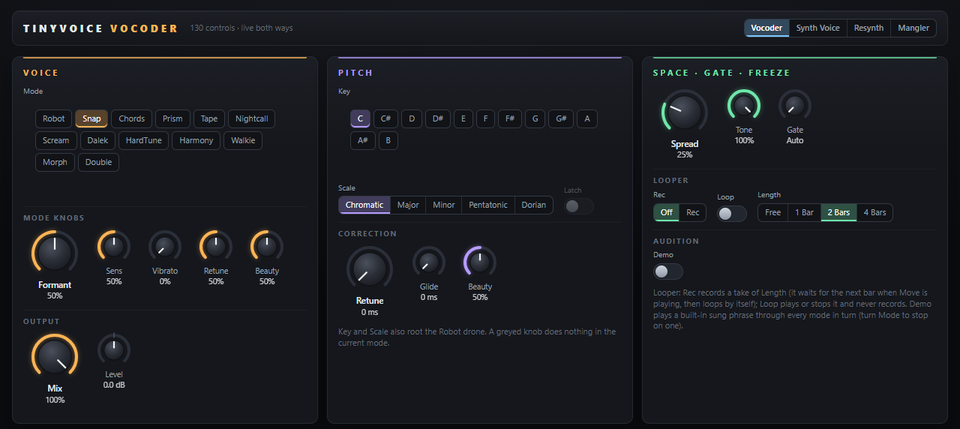 TINYVOICE VOCODER 130 controls - live both ways Vocoder Synth Voice Resynth Mangler
VOICE
Mode
Robot Snap Chords Prism Tape Nightcall
Scream Dalek HardTune Harmony Walkie
Morph Double
MODE KNOBS
Formant
50%
Sens
50%
Vibrato
0%
Retune
50%
Beauty
50%
OUTPUT
Mix
100%
Level
0.0 dB
PITCH
Key
C C# D D# E F F# G G# A
A# B
Scale
Chromatic Major Minor Pentatonic Dorian
Latch
CORRECTION
Retune
0 ms
Glide
0 ms
Beauty
50%
Key and Scale also root the Robot drone. A greyed knob does nothing in the
current mode.
SPACE · GATE · FREEZE
Spread
25%
Tone
100%
Gate
Auto
LOOPER
Rec
Off Rec
Loop
Length
Free 1 Bar 2 Bars 4 Bars
AUDITION
Demo
Looper: Rec records a take of Length (it waits for the next bar when Move is
playing, then loops by itself); Loop plays or stops it and never records. Demo
plays a built-in sung phrase through every mode in turn (turn Mode to stop
on one).